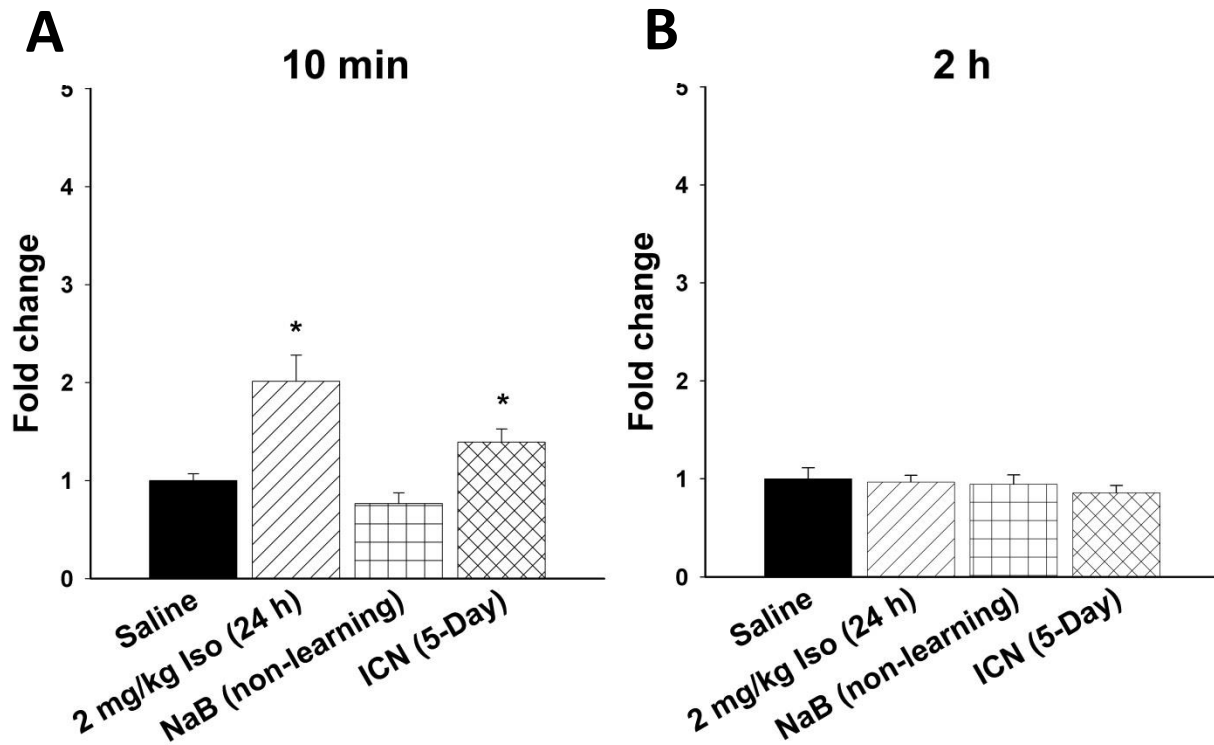 A
10 min
5
4
3
2
1
0
Fold change
*
*
Saline
2 mg/kg Iso (24 h)
NaB (non-learning)
ICN (5-Day)
B
2 h
5
4
3
2
1
0
Fold change
Saline
2 mg/kg Iso (24 h)
NaB (non-learning)
ICN (5-Day)